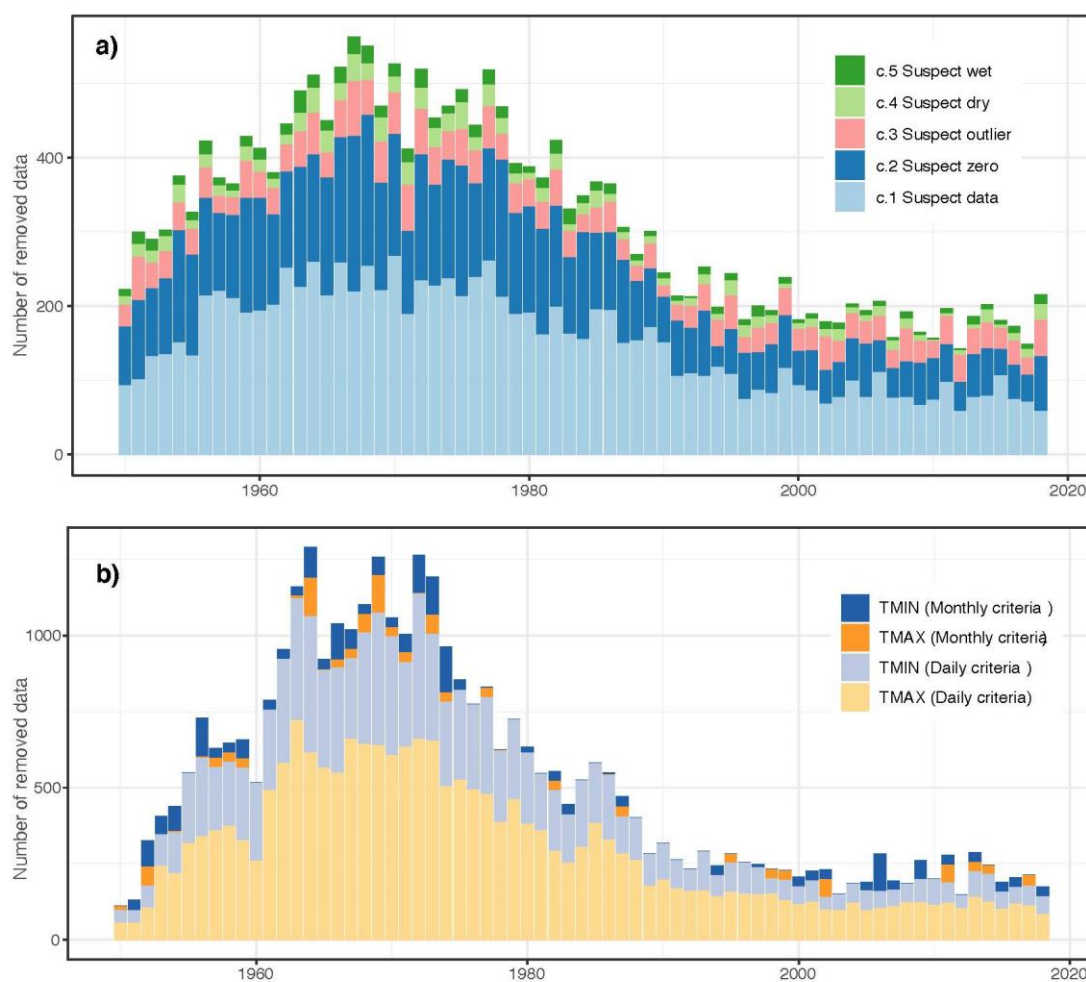 a)
c.5 Suspect wet
c.4 Suspect dry
c.3 Suspect outlier
c.2 Suspect zero
c.1 Suspect data
Number of removed data
400
200
0
1960
1980
2000
2020
b)
TMIN (Monthly criteria )
TMAX (Monthly criteria)
TMIN (Daily criteria )
TMAX (Daily criteria)
Number of removed data
1000
500
0
1960
1980
2000
2020